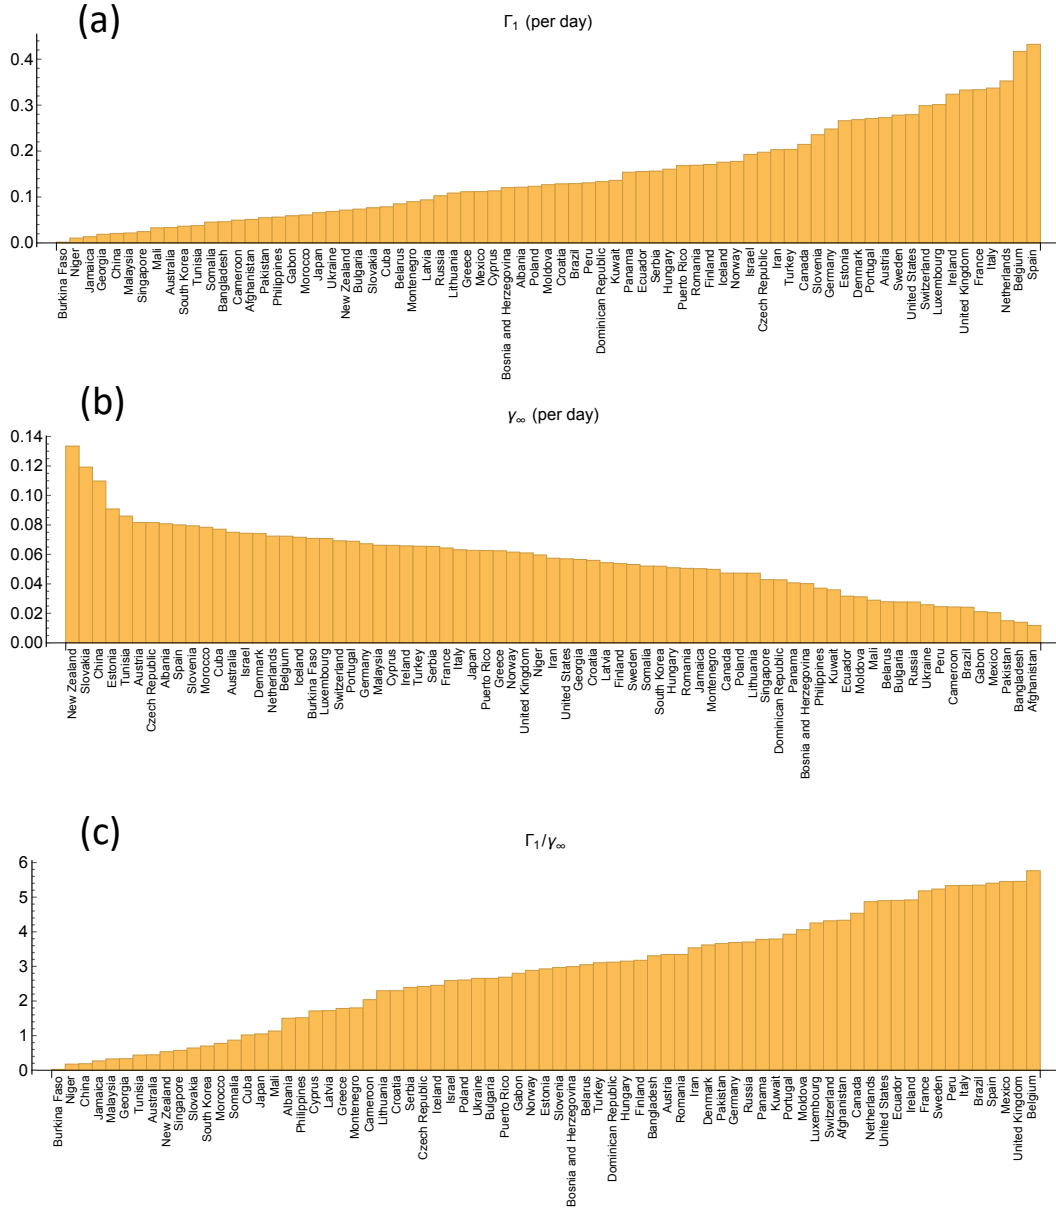 (a)
Γ₁ (per day)
0.4
0.3
0.2
0.1
0.0
Burkina Faso
Niger
Jamaica
Georgia
China
Malaysia
Singapore
Mali
Australia
South Korea
Tunisia
Somalia
Bangladesh
Cameroon
Afghanistan
Pakistan
Philippines
Gabon
Morocco
Japan
Ukraine
New Zealand
Bulgaria
Slovakia
Cuba
Belarus
Montenegro
Latvia
Russia
Lithuania
Greece
Mexico
Cyprus
Bosnia and Herzegovina
Albania
Poland
Moldova
Croatia
Brazil
Peru
Dominican Republic
Kuwait
Panama
Ecuador
Serbia
Hungary
Puerto Rico
Romania
Finland
Iceland
Norway
Israel
Czech Republic
Iran
Turkey
Canada
Slovenia
Germany
Estonia
Denmark
Portugal
Austria
Sweden
United States
Switzerland
Luxembourg
Ireland
United Kingdom
France
Italy
Netherlands
Belgium
Spain
(b)
γ∞ (per day)
0.14
0.12
0.10
0.08
0.06
0.04
0.02
0.00
New Zealand
Slovakia
China
Estonia
Tunisia
Austria
Czech Republic
Albania
Spain
Slovenia
Morocco
Cuba
Australia
Israel
Denmark
Netherlands
Belgium
Iceland
Burkina Faso
Luxembourg
Switzerland
Portugal
Germany
Malaysia
Cyprus
Ireland
Turkey
Serbia
France
Italy
Japan
Puerto Rico
Greece
Norway
United Kingdom
Niger
Iran
United States
Georgia
Croatia
Latvia
Finland
Sweden
Somalia
South Korea
Hungary
Romania
Jamaica
Montenegro
Canada
Poland
Lithuania
Singapore
Dominican Republic
Panama
Bosnia and Herzegovina
Philippines
Kuwait
Ecuador
Moldova
Mali
Belarus
Bulgaria
Russia
Ukraine
Peru
Cameroon
Brazil
Gabon
Mexico
Pakistan
Bangladesh
Afghanistan
(c)
Γ₁/γ∞
6
5
4
3
2
1
0
Burkina Faso
Niger
China
Jamaica
Malaysia
Georgia
Tunisia
Australia
New Zealand
Singapore
Slovakia
South Korea
Morocco
Somalia
Cuba
Japan
Mali
Albania
Philippines
Cyprus
Latvia
Greece
Montenegro
Cameroon
Lithuania
Croatia
Serbia
Czech Republic
Iceland
Israel
Poland
Ukraine
Bulgaria
Puerto Rico
Gabon
Norway
Estonia
Slovenia
Bosnia and Herzegovina
Belarus
Turkey
Dominican Republic
Hungary
Finland
Bangladesh
Austria
Romania
Iran
Denmark
Pakistan
Germany
Russia
Panama
Kuwait
Portugal
Moldova
Luxembourg
Switzerland
Afghanistan
Canada
Netherlands
United States
Ecuador
Ireland
France
Sweden
Peru
Italy
Brazil
Spain
Mexico
United Kingdom
Belgium